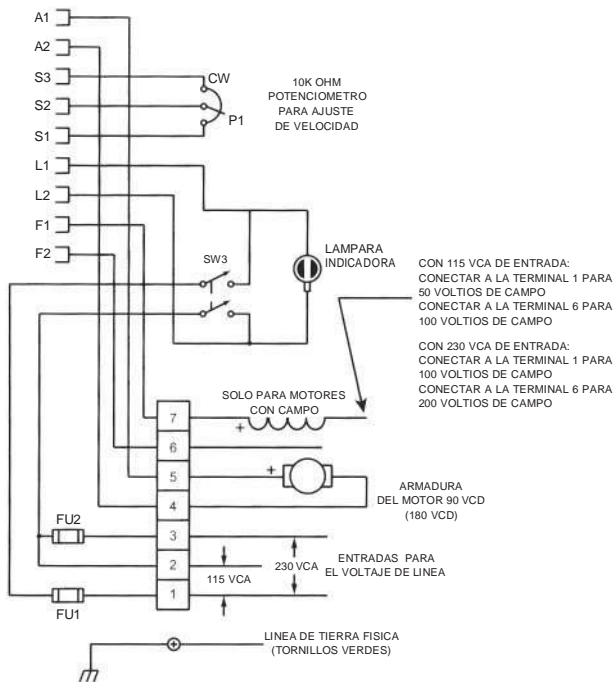 A1
A2
S3
S2
S1
L1
L2
F1
F2
CW
P1
10K OHM
POTENCIOMETRO
PARA AJUSTE
DE VELOCIDAD
SW3
LAMPARA
INDICADORA
CON 115 VCA DE ENTRADA:
CONECTAR A LA TERMINAL 1 PARA
50 VOLTIOS DE CAMPO
CONECTAR A LA TERMINAL 6 PARA
100 VOLTIOS DE CAMPO
CON 230 VCA DE ENTRADA:
CONECTAR A LA TERMINAL 1 PARA
100 VOLTIOS DE CAMPO
CONECTAR A LA TERMINAL 6 PARA
200 VOLTIOS DE CAMPO
SOLO PARA MOTORES
CON CAMPO
7
+
6
5
+
4
ARMADURA
DEL MOTOR 90 VCD
(180 VCD)
FU2
3
2
1
115 VCA
230 VCA
ENTRADAS PARA
EL VOLTAJE DE LINEA
FU1
LINEA DE TIERRA FISICA
(TORNILLOS VERDES)